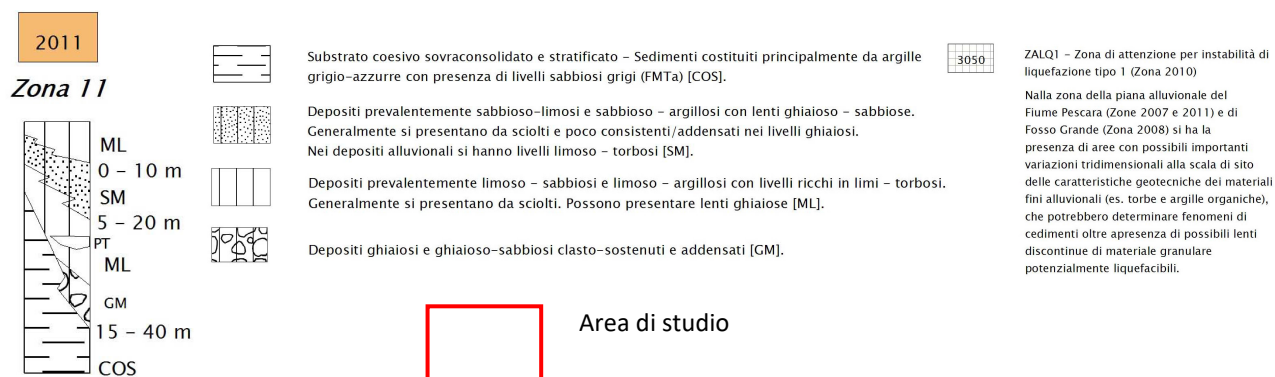 2011
Zona 11
ML
0 – 10 m
SM
5 – 20 m
PT
ML
GM
15 – 40 m
COS
Substrato coesivo sovraconsolidato e stratificato – Sedimenti costituiti principalmente da argille
grigio-azzurre con presenza di livelli sabbiosi grigi (FMTa) [COS].
Depositi prevalentemente sabbioso-limosi e sabbioso – argillosi con lenti ghiaioso – sabbiose.
Generalmente si presentano da sciolti e poco consistenti/addensati nei livelli ghiaiosi.
Nei depositi alluvionali si hanno livelli limoso – torbosi [SM].
Depositi prevalentemente limoso – sabbiosi e limoso – argillosi con livelli ricchi in limi – torbosi.
Generalmente si presentano da sciolti. Possono presentare lenti ghiaiose [ML].
Depositi ghiaiosi e ghiaioso-sabbiosi clasto-sostenuti e addensati [GM].
Area di studio
3050
ZALQ1 – Zona di attenzione per instabilità di
liquefazione tipo 1 (Zona 2010)
Nalla zona della piana alluvionale del
Fiume Pescara (Zone 2007 e 2011) e di
Fosso Grande (Zona 2008) si ha la
presenza di aree con possibili importanti
variazioni tridimensionali alla scala di sito
delle caratteristiche geotecniche dei materiali
fini alluvionali (es. torbe e argille organiche),
che potrebbero determinare fenomeni di
cedimenti oltre apresenza di possibili lenti
discontinue di materiale granulare
potenzialmente liquefacibili.